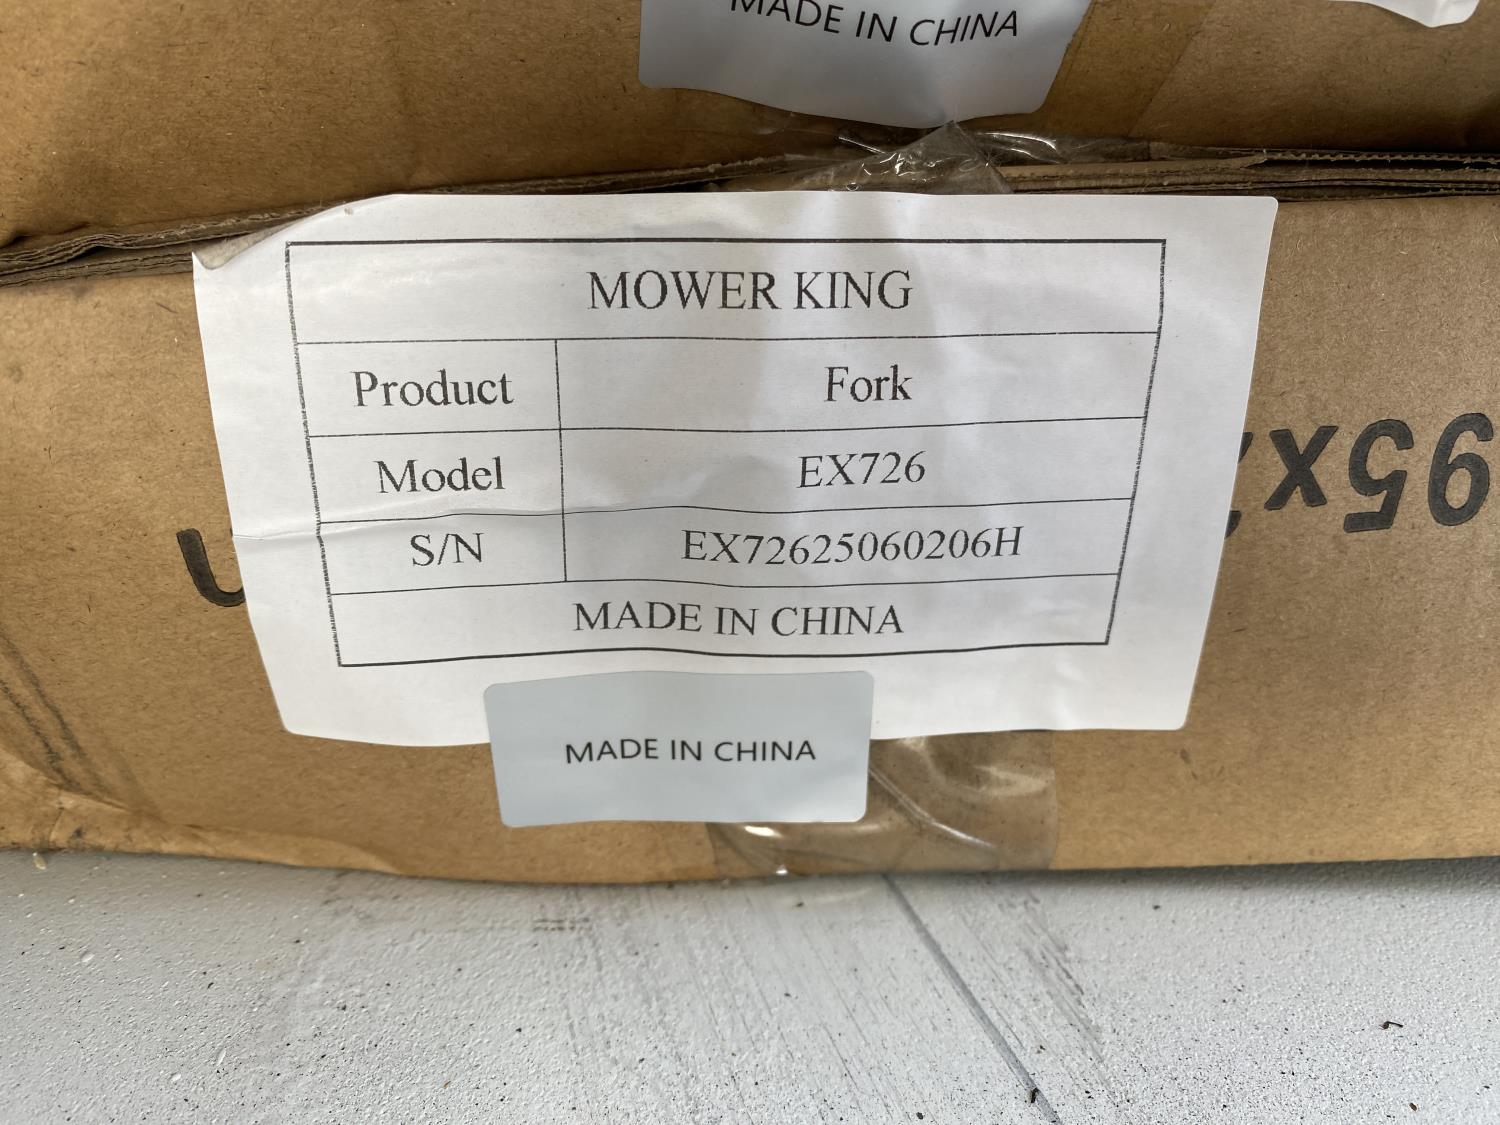 MADE IN CHINA
MOWER KING
Product Fork
Model EX726
S/N EX72625060206H
MADE IN CHINA
MADE IN CHINA